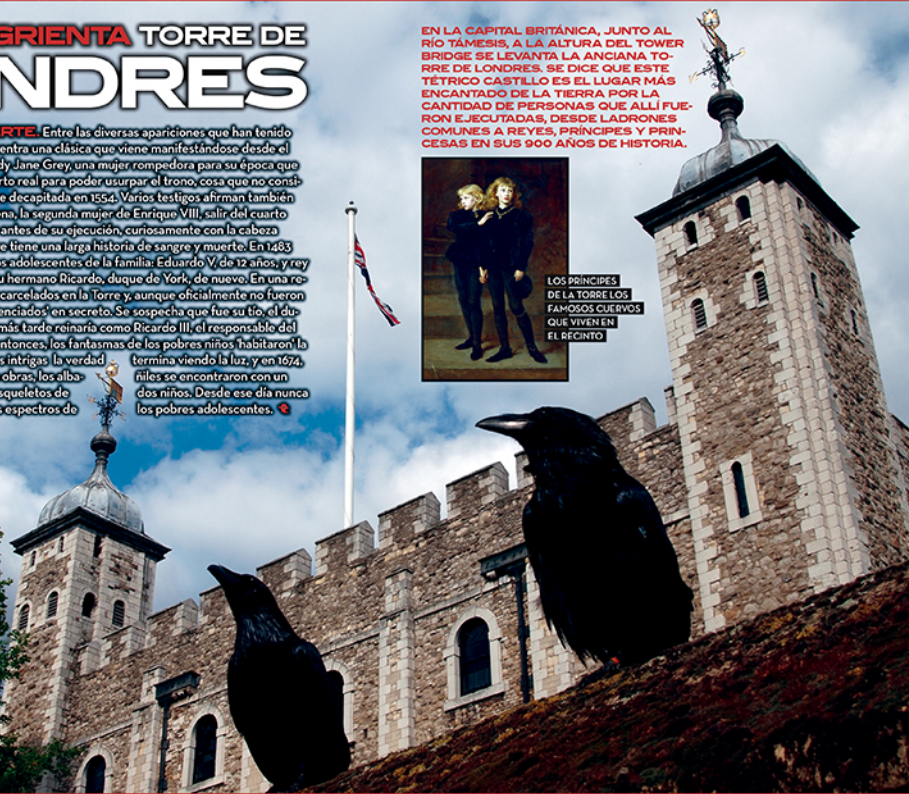 GRIENTA TORRE DE
NDRES
RTE. Entre las diversas apariciones que han tenido
entra una clásica que viene manifestándose desde el
dy Jane Grey, una mujer rompedora para su época que
rto real para poder usurpar el trono, cosa que no consi-
e decapitada en 1554. Varios testigos afirman también
ena, la segunda mujer de Enrique VIII, salir del cuarto
antes de su ejecución, curiosamente con la cabeza
e tiene una larga historia de sangre y muerte. En 1483
os adolescentes de la familia: Eduardo V, de 12 años, y rey
u hermano Ricardo, duque de York, de nueve. En una re-
carcelados en la Torre y, aunque oficialmente no fueron
enciados' en secreto. Se sospecha que fue su tío, el du-
más tarde reinaría como Ricardo III, el responsable del
ntonces, los fantasmas de los pobres niños 'habitaron' la
s intrigas la verdad termina viendo la luz, y en 1674,
obras, los alba- ñiles se encontraron con un
squeletos de dos niños. Desde ese día nunca
s espectros de los pobres adolescentes.
EN LA CAPITAL BRITÁNICA, JUNTO AL
RÍO TÁMESIS, A LA ALTURA DEL TOWER
BRIDGE SE LEVANTA LA ANCIANA TO-
RRE DE LONDRES. SE DICE QUE ESTE
TÉTRICO CASTILLO ES EL LUGAR MÁS
ENCANTADO DE LA TIERRA POR LA
CANTIDAD DE PERSONAS QUE ALLÍ FUE-
RON EJECUTADAS, DESDE LADRONES
COMUNES A REYES, PRÍNCIPES Y PRIN-
CESAS EN SUS 900 AÑOS DE HISTORIA.
LOS PRÍNCIPES
DE LA TORRE LOS
FAMOSOS CUERVOS
QUE VIVEN EN
EL RECINTO